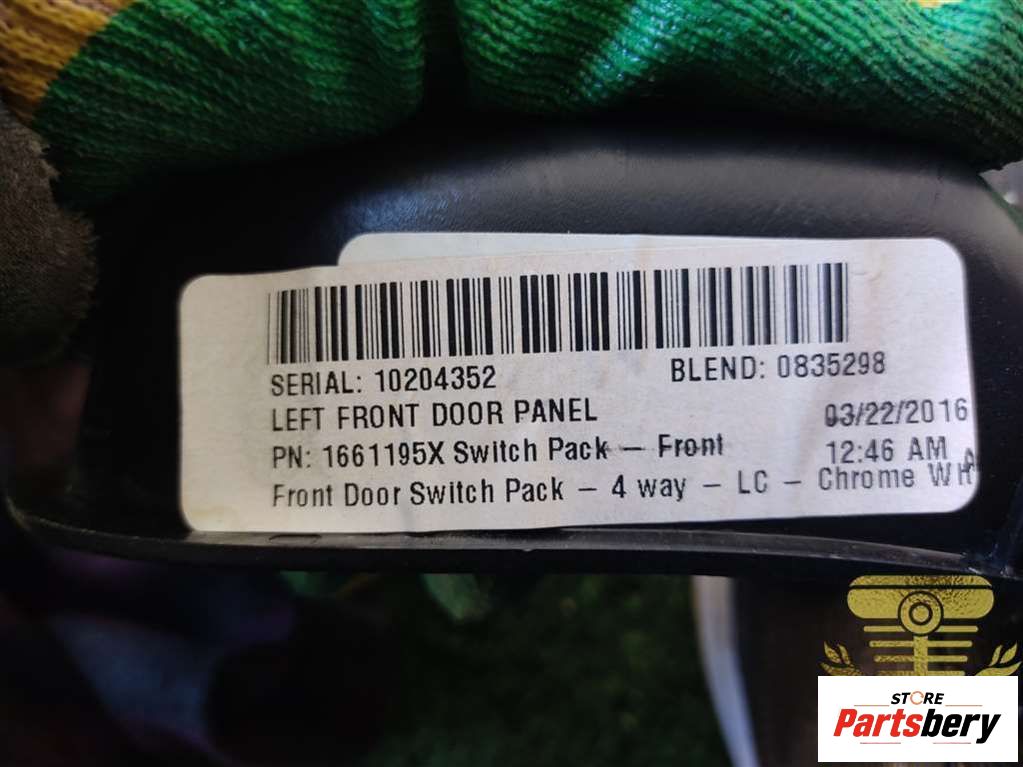 SERIAL: 10204352 BLEND: 0835298
LEFT FRONT DOOR PANEL 03/22/2016
PN: 1661195X Switch Pack – Front 12:46 AM
Front Door Switch Pack – 4 way – LC – Chrome WH
STORE
Partsbery